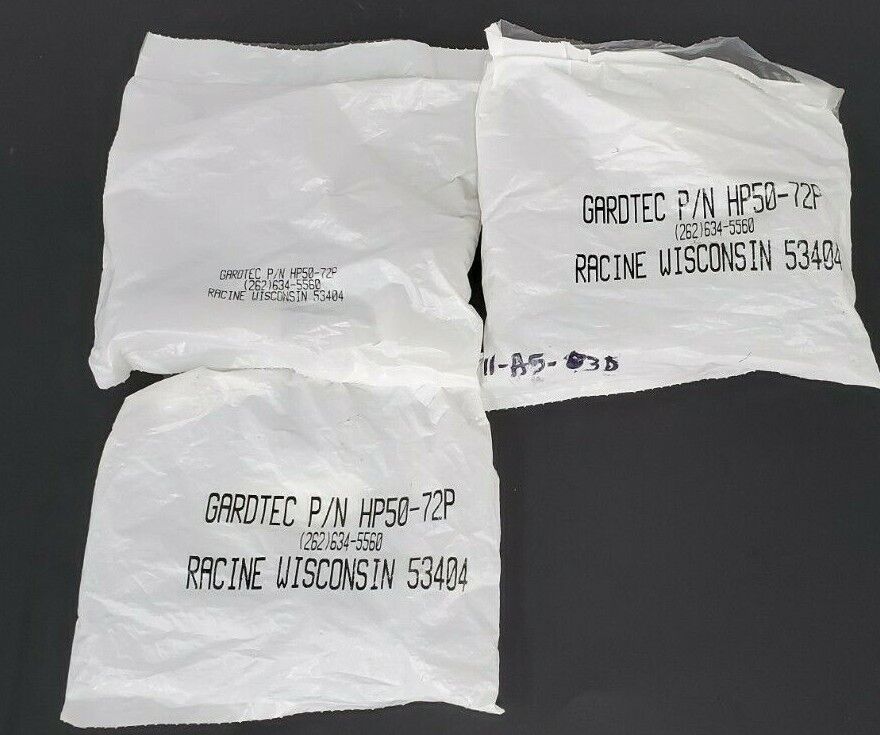 GARDTEC P/N HP50-72P
(262)634-5560
RACINE WISCONSIN 53404
GARDTEC P/N HP50-72P
(262)634-5560
RACINE WISCONSIN 53404
GARDTEC P/N HP50-72P
(262)634-5560
RACINE WISCONSIN 53404